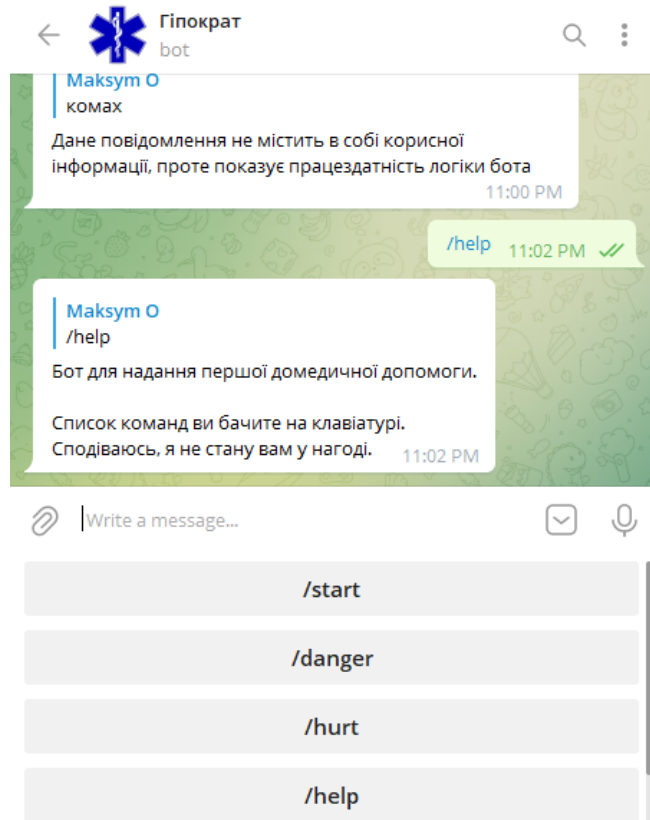 Гіпократ
bot
Maksym O
комах
Дане повідомлення не містить в собі корисної
інформації, проте показує працездатність логіки бота
11:00 PM
/help 11:02 PM
Maksym O
/help
Бот для надання першої домедичної допомоги.
Список команд ви бачите на клавіатурі.
Сподіваюсь, я не стану вам у нагоді. 11:02 PM
Write a message...
/start
/danger
/hurt
/help